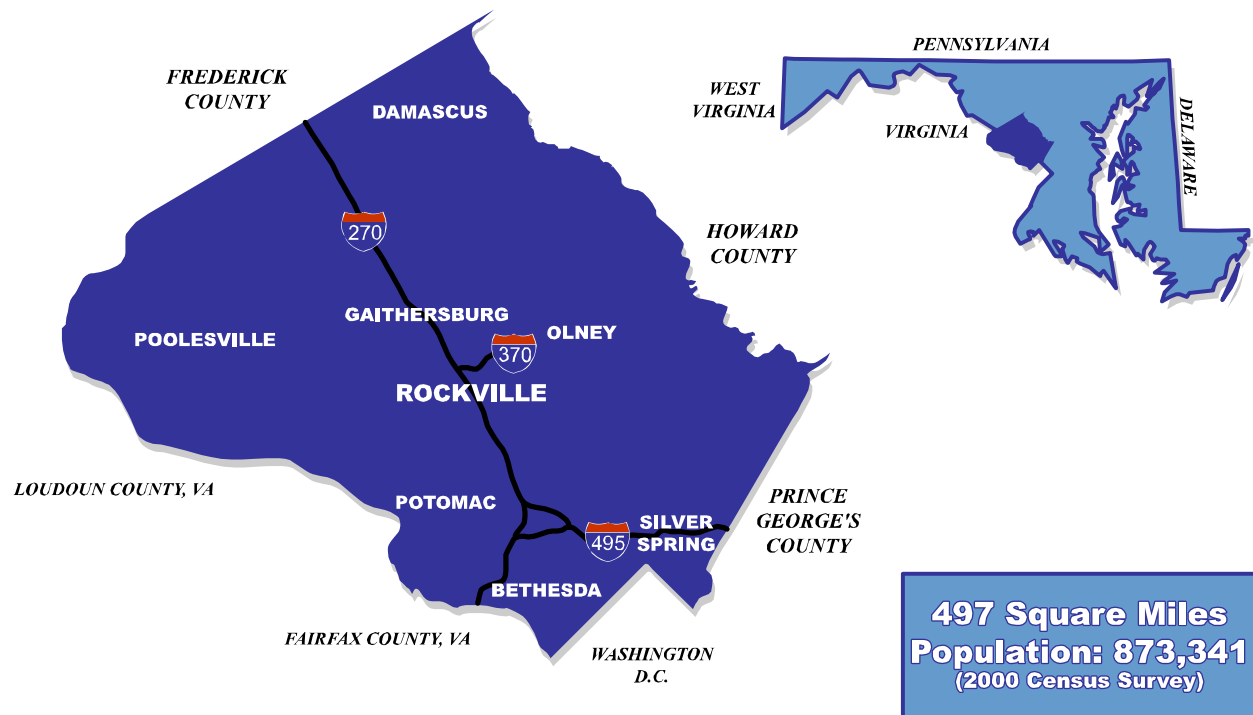 PENNSYLVANIA
FREDERICK
COUNTY
WEST
VIRGINIA
DAMASCUS
VIRGINIA
DELAWARE
270
HOWARD
COUNTY
GAITHERSBURG
OLNEY
POOLESVILLE
370
ROCKVILLE
LOUDOUN COUNTY, VA
POTOMAC
PRINCE
GEORGE'S
COUNTY
SILVER
SPRING
495
BETHESDA
FAIRFAX COUNTY, VA
WASHINGTON
D.C.
497 Square Miles
Population: 873,341
(2000 Census Survey)